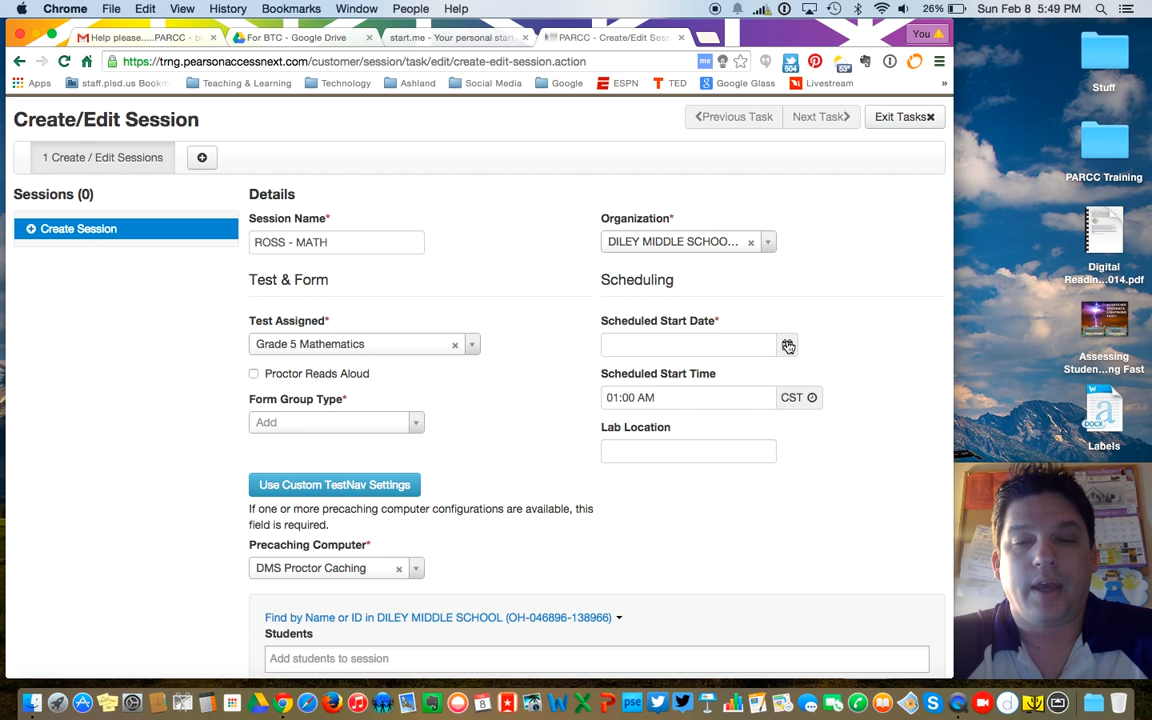 Chrome File Edit View History Bookmarks Window People Help 26% Sun Feb 8 5:49 PM
Help please.....PARCC - b For BTC - Google Drive start.me - Your personal star PARCC - Create/Edit Sess You
https://trng.pearsonaccessnext.com/customer/session/task/edit/create-edit-session.action
Apps staff.plsd.us Bookm Teaching & Learning Technology Ashland Social Media Google ESPN TED Google Glass Livestream »
Create/Edit Session
Previous Task Next Task Exit Tasks
1 Create / Edit Sessions
Sessions (0)
Create Session
Details
Session Name*
ROSS - MATH
Organization*
DILEY MIDDLE SCHOO...
Test & Form
Scheduling
Test Assigned*
Grade 5 Mathematics
Scheduled Start Date*
Proctor Reads Aloud
Scheduled Start Time
01:00 AM CST
Form Group Type*
Add
Lab Location
Use Custom TestNav Settings
If one or more precaching computer configurations are available, this
field is required.
Precaching Computer*
DMS Proctor Caching
Find by Name or ID in DILEY MIDDLE SCHOOL (OH-046896-138966)
Students
Add students to session
Stuff
PARCC Training
Digital
Readin...014.pdf
Assessing
Studen...ng Fast
DOCX
Labels